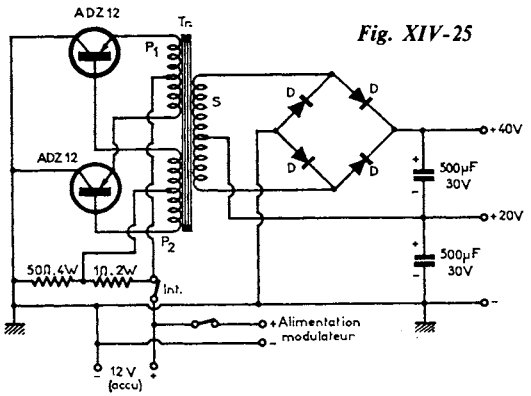 Fig. XIV-25
ADZ 12
Tr.
P1
D
D
+ 40V
S
+
500µF
30V
-
ADZ 12
D
D
+ 20V
+
500µF
30V
-
P2
50Ω.4W
1Ω.2W
Int.
-
+ Alimentation
modulateur -
- 12 V +
(accu)